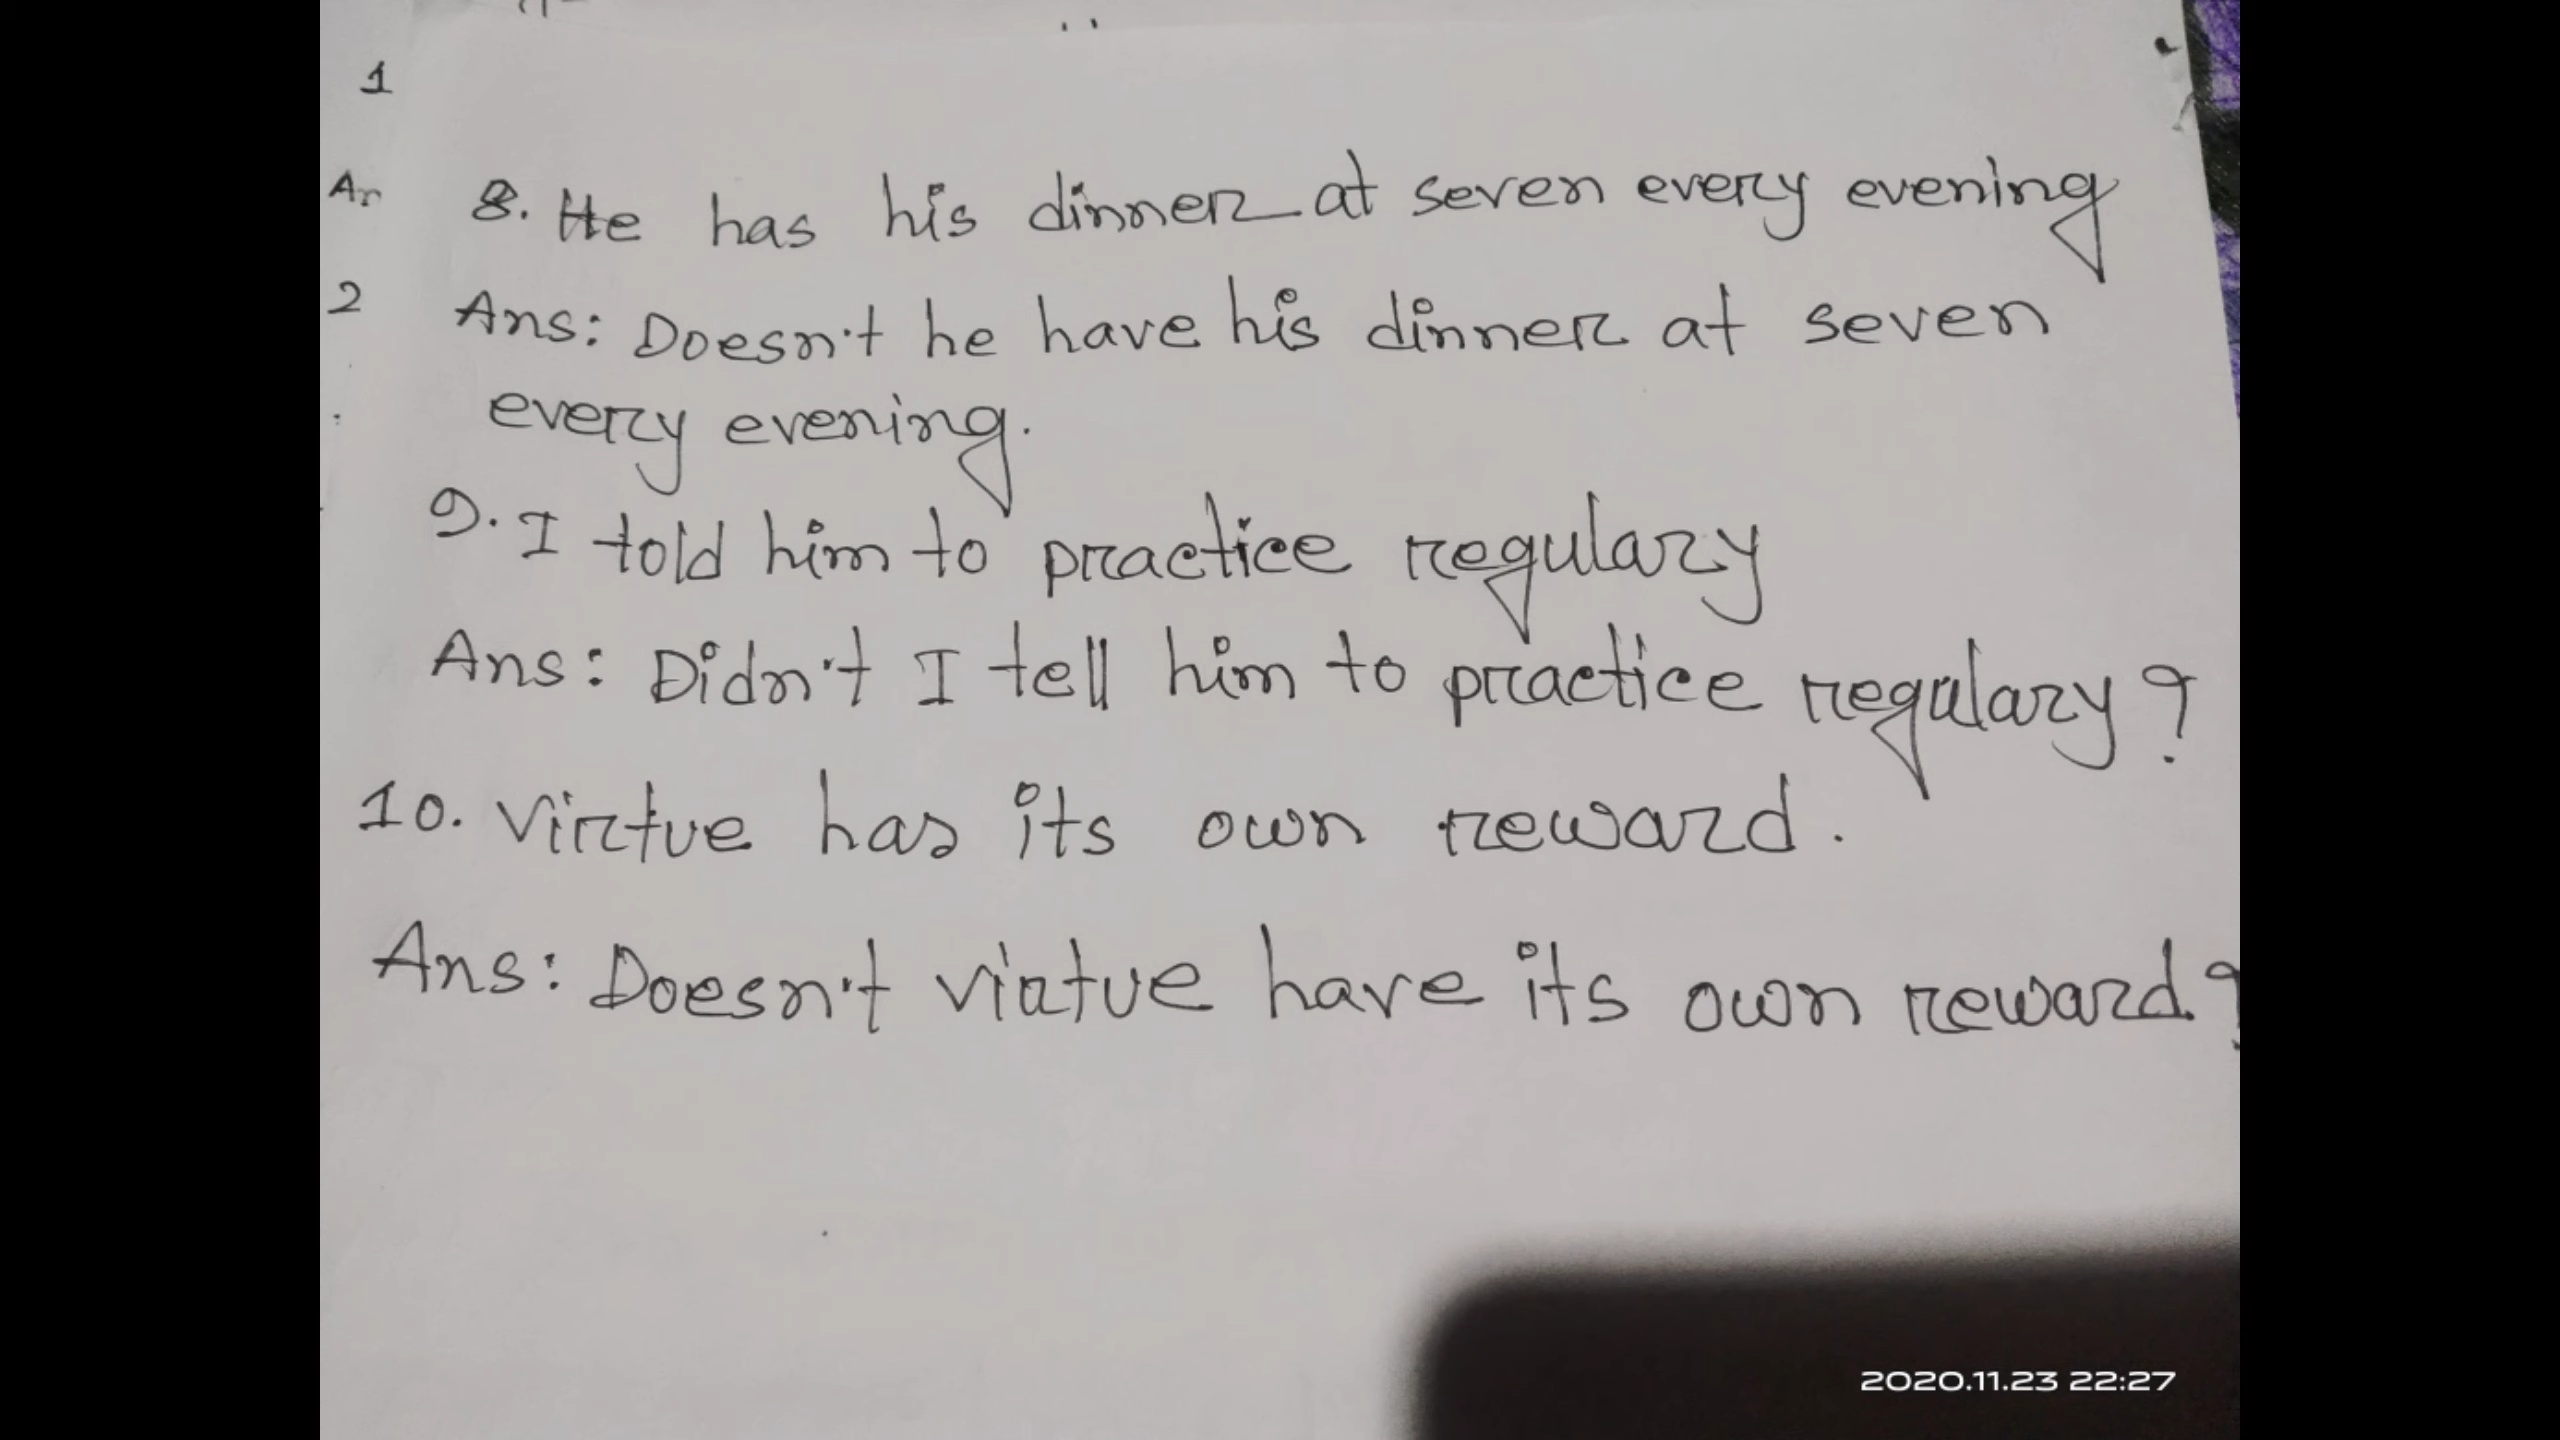 1
An
2
8. He has his dinner at seven every evening
Ans: Doesn't he have his dinner at seven
every evening.
9. I told him to practice regulary
Ans: Didn't I tell him to practice regulary?
10. Virtue has its own reward.
Ans: Doesn't virtue have its own reward?
2020.11.23 22:27